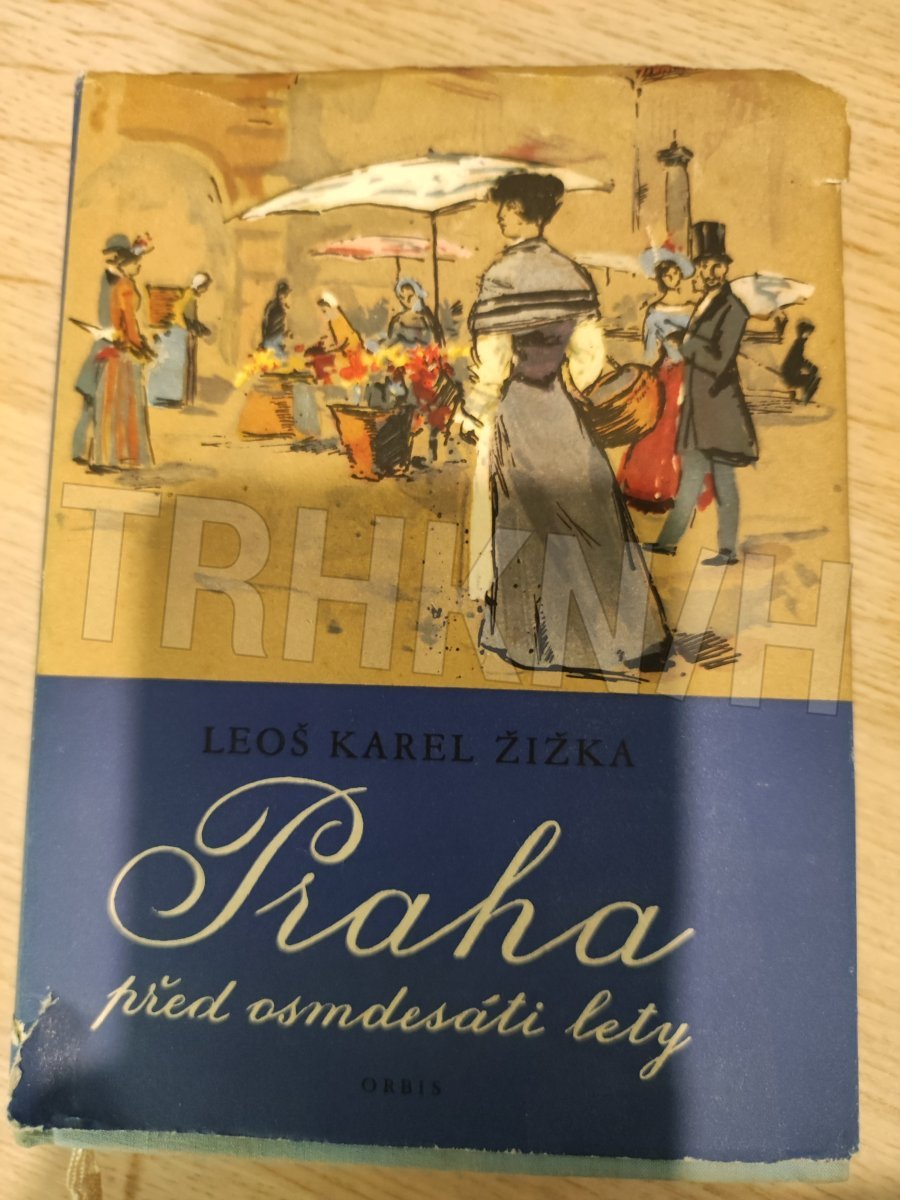 TRHKNIH
LEOŠ KAREL ŽIŽKA
Praha
před osmdesáti lety
ORBIS